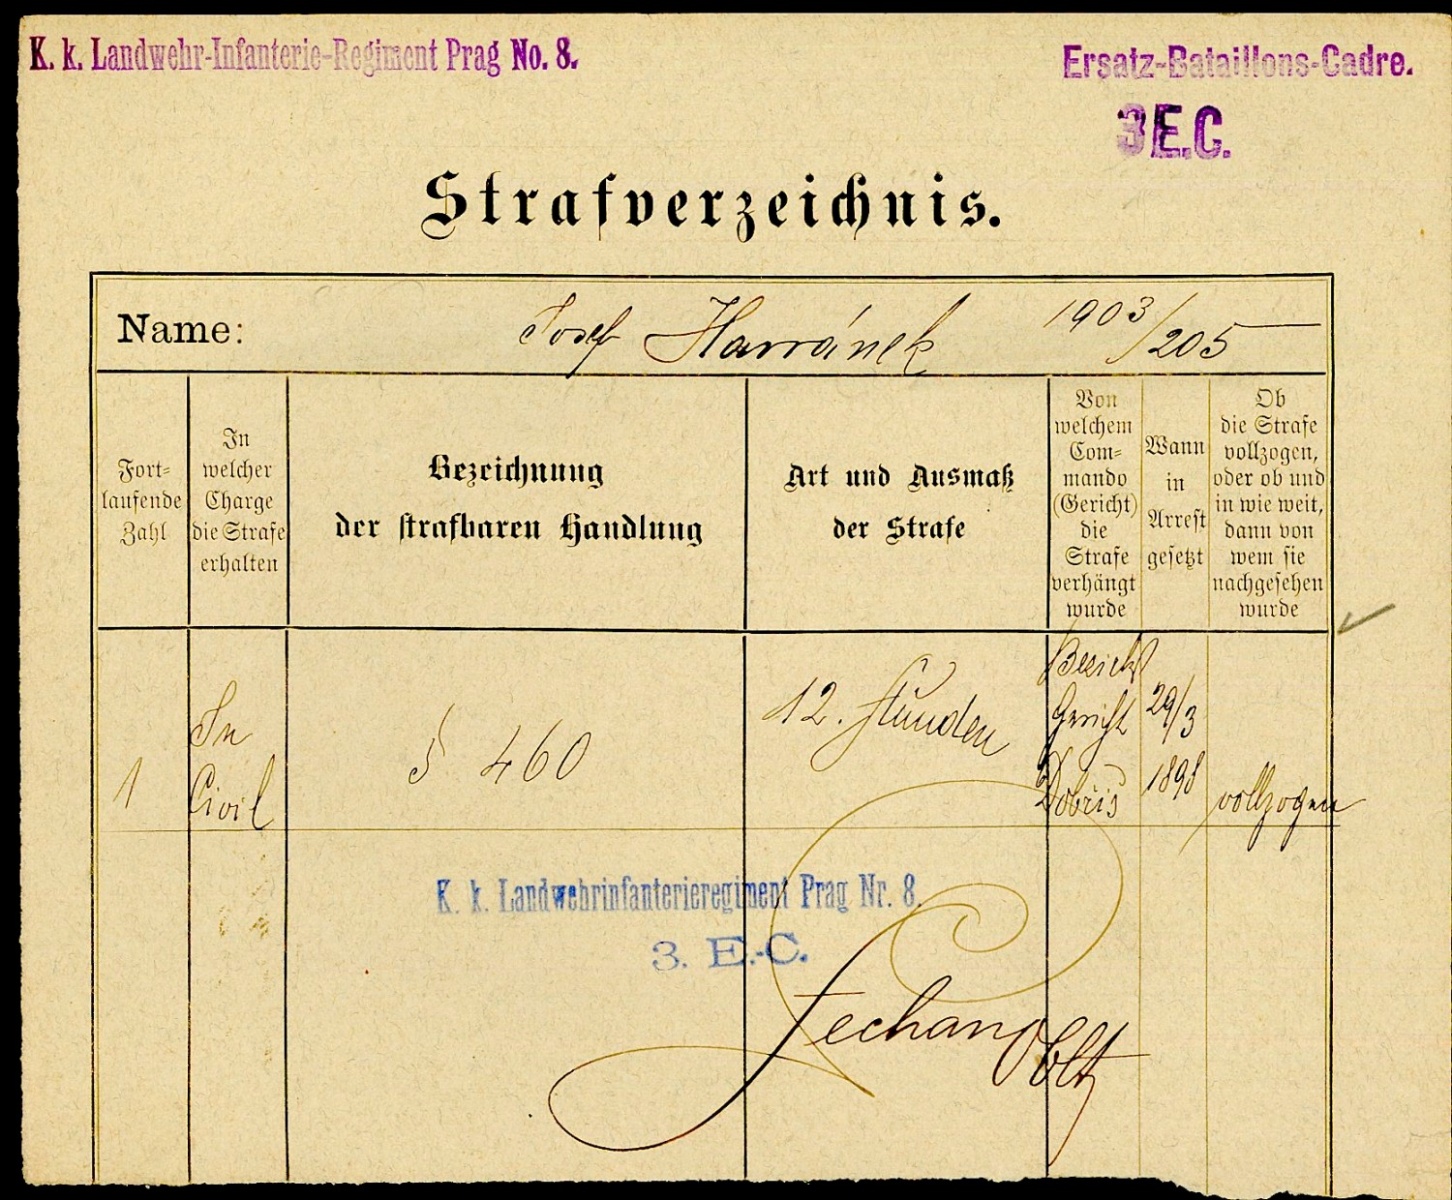 K. k. Landwehr-Infanterie-Regiment Prag No. 8.
Ersatz-Bataillons-Cadre.
3 E.C.
Strafverzeichnis.
Name: Josef Havránek 1903/205
Fort-
laufende
Zahl
In
welcher
Charge
die Strafe
erhalten
Bezeichnung
der strafbaren Handlung
Art und Ausmaß
der Strafe
Von
welchem
Com-
mando
(Gericht)
die
Strafe
verhängt
wurde
Wann
in
Arrest
gesetzt
Ob
die Strafe
vollzogen,
oder ob und
in wie weit,
dann von
wem sie
nachgesehen
wurde
1
In
Civil
§ 460
12. Stunden
Bezirks
Gericht
Dobřiš
29/3
1898
vollzogen
K. k. Landwehrinfanterieregiment Prag Nr. 8.
3. E.-C.
Oblt